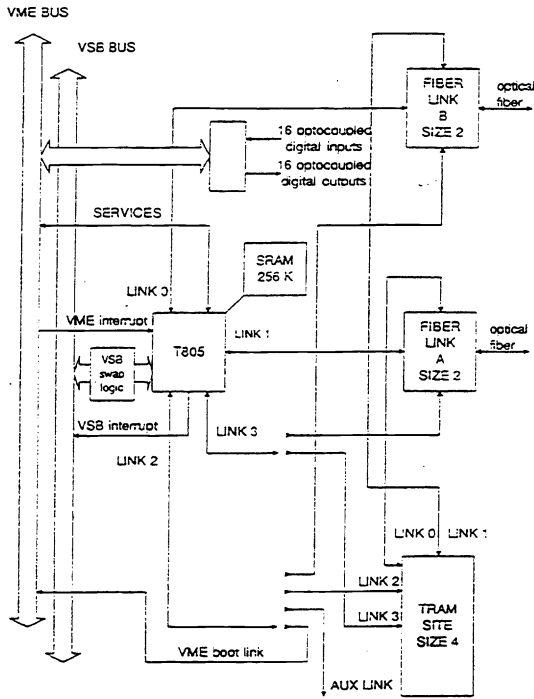 VME BUS
VSB BUS
FIBER
LINK
B
SIZE 2
optical
fiber
16 optocoupled
digital inputs
16 optocoupled
digital outputs
SERVICES
SRAM
256 K
LINK 0
VME interrupt
T805
LINK 1
FIBER
LINK
A
SIZE 2
optical
fiber
VSB
swap
logic
VSB interrupt
LINK 3
LINK 2
LINK 0
LINK 1
LINK 2
LINK 3
TRAM
SITE
SIZE 4
VME boot link
AUX LINK